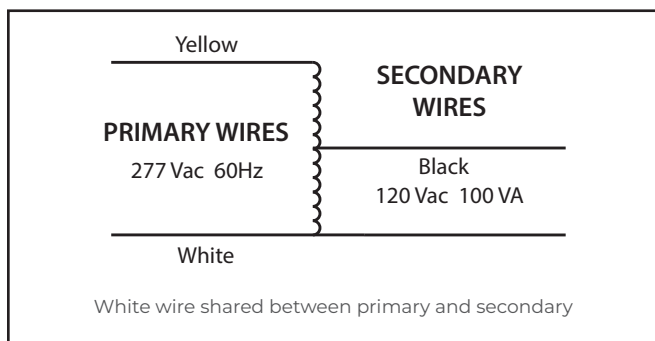 Yellow
SECONDARY
WIRES
PRIMARY WIRES
277 Vac 60Hz
Black
120 Vac 100 VA
White
White wire shared between primary and secondary